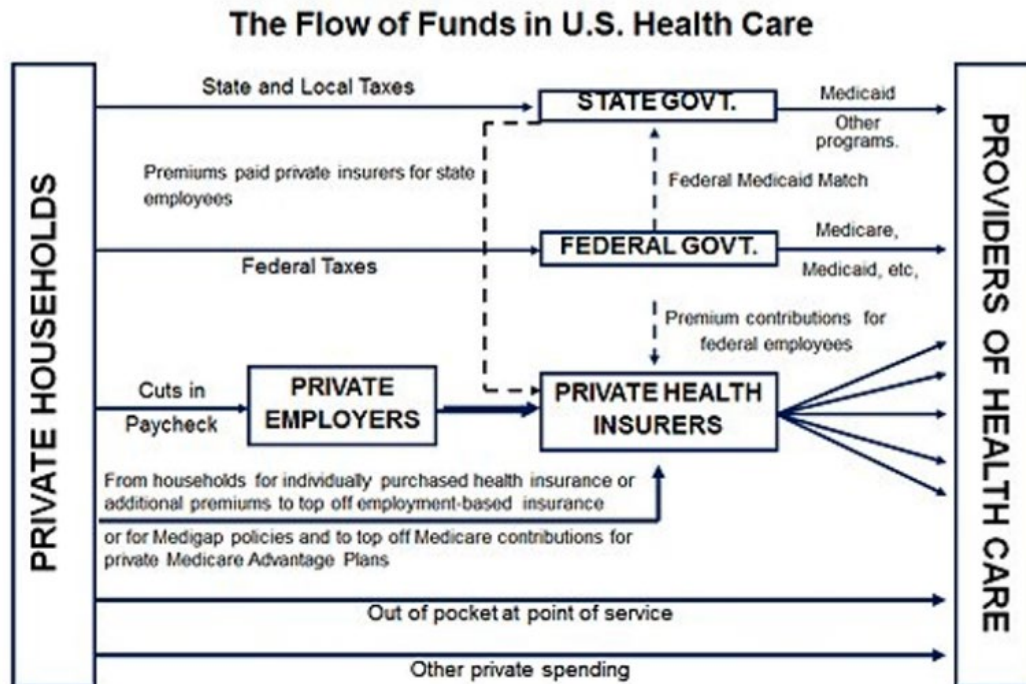 The Flow of Funds in U.S. Health Care
PRIVATE HOUSEHOLDS
State and Local Taxes
STATE GOVT.
Medicaid
Other
programs.
Premiums paid private insurers for state
employees
Federal Medicaid Match
FEDERAL GOVT.
Federal Taxes
Medicare,
Medicaid, etc,
Premium contributions for
federal employees
Cuts in
Paycheck
PRIVATE
EMPLOYERS
PRIVATE HEALTH
INSURERS
From households for individually purchased health insurance or
additional premiums to top off employment-based insurance
or for Medigap policies and to top off Medicare contributions for
private Medicare Advantage Plans
Out of pocket at point of service
Other private spending
PROVIDERS OF HEALTH CARE